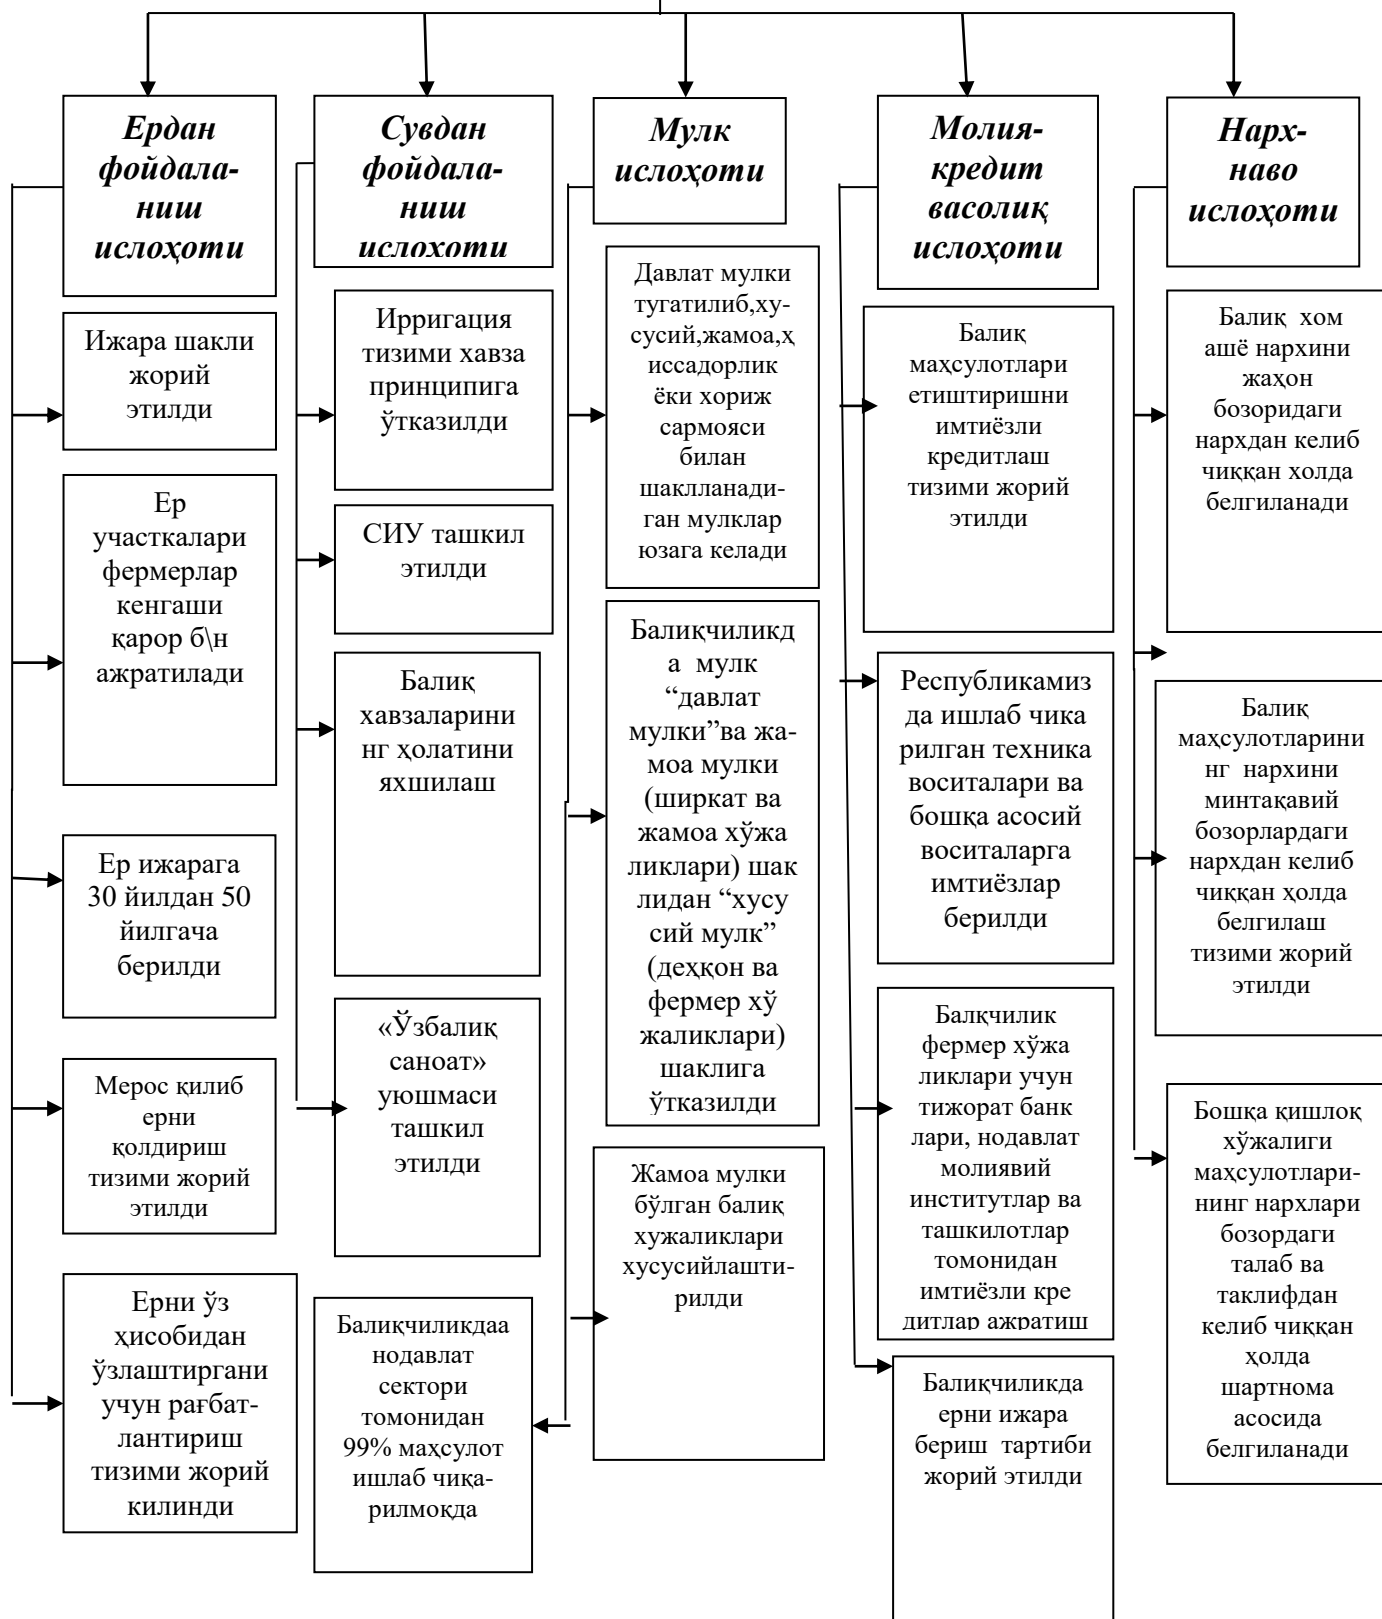 Ердан
фойдала-
ниш
ислоҳоти
Ижара шакли
жорий
этилди
Ер
участкалари
фермерлар
кенгаши
қарор б\н
ажратилади
Ер ижарага
30 йилдан 50
йилгача
берилди
Мерос қилиб
ерни
қолдириш
тизими жорий
этилди
Ерни ўз
ҳисобидан
ўзлаштиргани
учун рағбат-
лантириш
тизими жорий
килинди
Сувдан
фойдала-
ниш
ислоҳоти
Ирригация
тизими хавза
принципига
ўтказилди
СИУ ташкил
этилди
Балиқ
хавзаларини
нг ҳолатини
яхшилаш
«Ўзбалиқ
саноат»
уюшмаси
ташкил
этилди
Балиқчиликдаа
нодавлат
сектори
томонидан
99% маҳсулот
ишлаб чиқа-
рилмоқда
Мулк
ислоҳоти
Давлат мулки
тугатилиб,ху-
сусий,жамоа,ҳ
иссадорлик
ёки хориж
сармояси
билан
шаклланади-
ган мулклар
юзага келади
Балиқчиликд
а мулк
“давлат
мулки”ва жа-
моа мулки
(ширкат ва
жамоа хўжа
ликлари) шак
лидан “хусу
сий мулк”
(деҳқон ва
фермер хў
жаликлари)
шаклига
ўтказилди
Жамоа мулки
бўлган балиқ
хужаликлари
хусусийлашти-
рилди
Молия-
кредит
васолиқ
ислоҳоти
Балиқ
маҳсулотлари
етиштиришни
имтиёзли
кредитлаш
тизими жорий
этилди
Республикамиз
да ишлаб чика
рилган техника
воситалари ва
бошқа асосий
воситаларга
имтиёзлар
берилди
Балқчилик
фермер хўжа
ликлари учун
тижорат банк
лари, нодавлат
молиявий
институтлар ва
ташкилотлар
томонидан
имтиёзли кре
дитлар ажратиш
Балиқчиликда
ерни ижара
бериш тартиби
жорий этилди
Нарх-
наво
ислоҳоти
Балиқ хом
ашё нархини
жаҳон
бозоридаги
нархдан келиб
чиққан холда
белгиланади
Балиқ
маҳсулотларини
нг нархини
минтақавий
бозорлардаги
нархдан келиб
чиққан ҳолда
белгилаш
тизими жорий
этилди
Бошқа қишлоқ
хўжалиги
маҳсулотлари-
нинг нархлари
бозордаги
талаб ва
таклифдан
келиб чиққан
ҳолда
шартнома
асосида
белгиланади